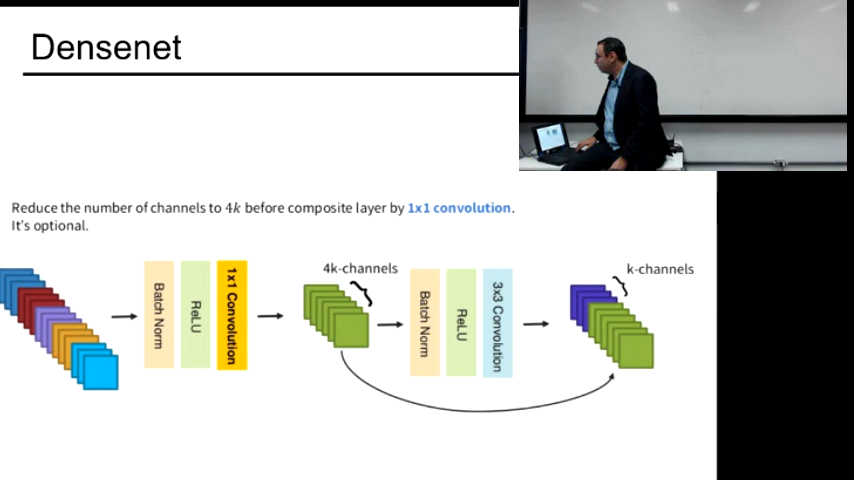 Densenet
Reduce the number of channels to 4k before composite layer by 1x1 convolution.
It's optional.
Batch Norm
ReLU
1x1 Convolution
4k-channels
Batch Norm
ReLU
3x3 Convolution
k-channels